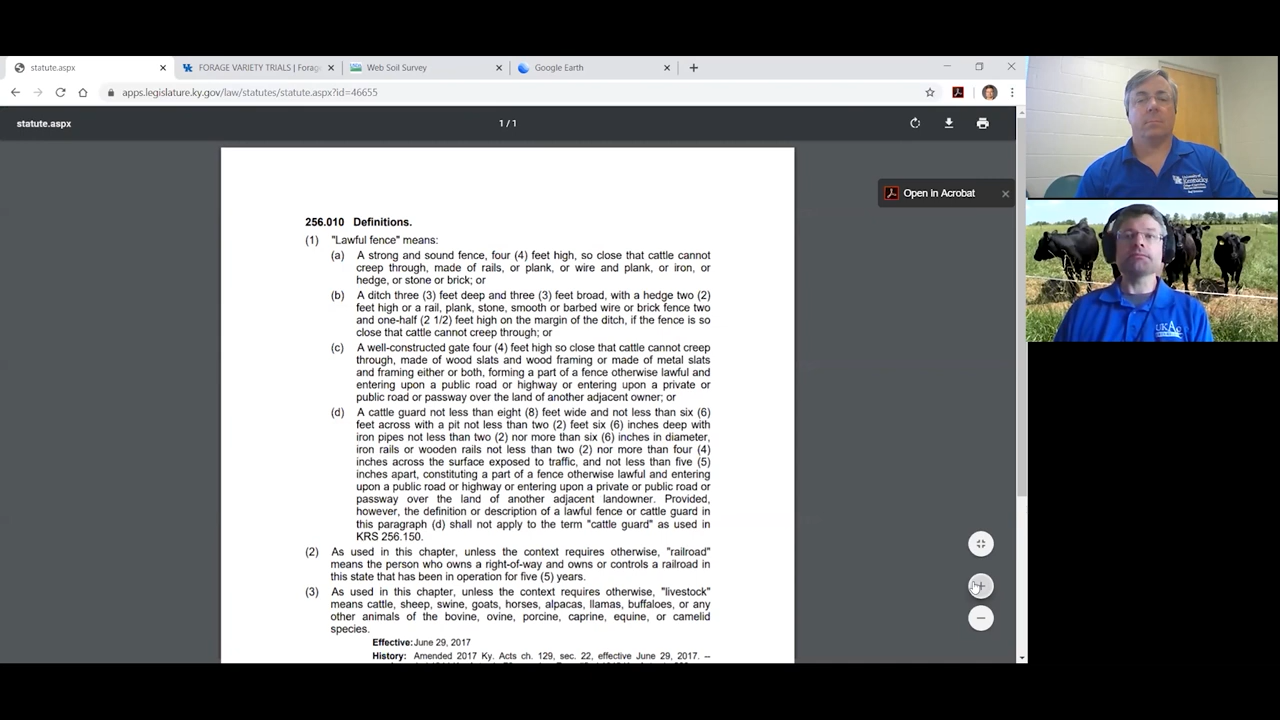 statute.aspx
FORAGE VARIETY TRIALS | Forag
Web Soil Survey
Google Earth
apps.legislature.ky.gov/law/statutes/statute.aspx?id=46655
statute.aspx
1 / 1
Open in Acrobat
256.010 Definitions.
(1) "Lawful fence" means:
(a) A strong and sound fence, four (4) feet high, so close that cattle cannot
creep through, made of rails, or plank, or wire and plank, or iron, or
hedge, or stone or brick; or
(b) A ditch three (3) feet deep and three (3) feet broad, with a hedge two (2)
feet high or a rail, plank, stone, smooth or barbed wire or brick fence two
and one-half (2 1/2) feet high on the margin of the ditch, if the fence is so
close that cattle cannot creep through; or
(c) A well-constructed gate four (4) feet high so close that cattle cannot creep
through, made of wood slats and wood framing or made of metal slats
and framing either or both, forming a part of a fence otherwise lawful and
entering upon a public road or highway or entering upon a private or
public road or passway over the land of another adjacent owner; or
(d) A cattle guard not less than eight (8) feet wide and not less than six (6)
feet across with a pit not less than two (2) feet six (6) inches deep with
iron pipes not less than two (2) nor more than six (6) inches in diameter,
iron rails or wooden rails not less than two (2) nor more than four (4)
inches across the surface exposed to traffic, and not less than five (5)
inches apart, constituting a part of a fence otherwise lawful and entering
upon a public road or highway or entering upon a private or public road or
passway over the land of another adjacent landowner. Provided,
however, the definition or description of a lawful fence or cattle guard in
this paragraph (d) shall not apply to the term "cattle guard" as used in
KRS 256.150.
(2) As used in this chapter, unless the context requires otherwise, "railroad"
means the person who owns a right-of-way and owns or controls a railroad in
this state that has been in operation for five (5) years.
(3) As used in this chapter, unless the context requires otherwise, "livestock"
means cattle, sheep, swine, goats, horses, alpacas, llamas, buffaloes, or any
other animals of the bovine, ovine, porcine, caprine, equine, or camelid
species.
Effective: June 29, 2017
History: Amended 2017 Ky. Acts ch. 129, sec. 22, effective June 29, 2017. --
University of
Kentucky